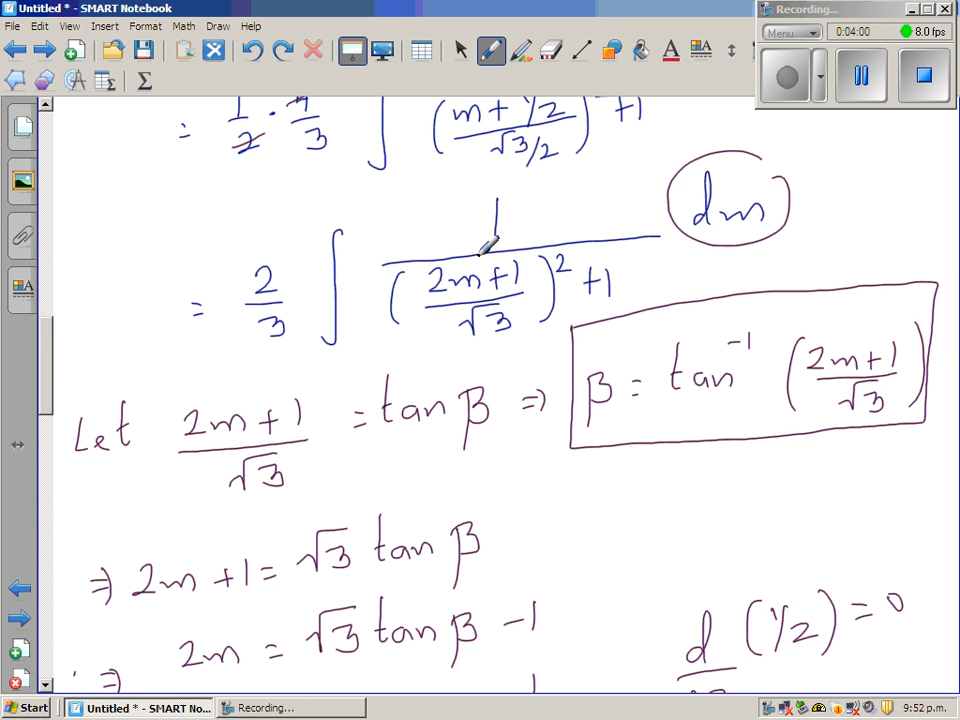 Untitled * - SMART Notebook
File Edit View Insert Format Math Draw Help
Recording...
Menu 0:04:00 8.0 fps
= 1/2 · 4/3 ∫ ((m + 1/2)/(√3/2))² + 1
= 2/3 ∫ 1/(((2m+1)/√3)² + 1) dm
Let (2m+1)/√3 = tan β ⇒ β = tan⁻¹ ((2m+1)/√3)
⇒ 2m + 1 = √3 tan β
⇒ 2m = √3 tan β - 1
d (1/2) = 0
Start Untitled * - SMART No... Recording... 9:52 p.m.